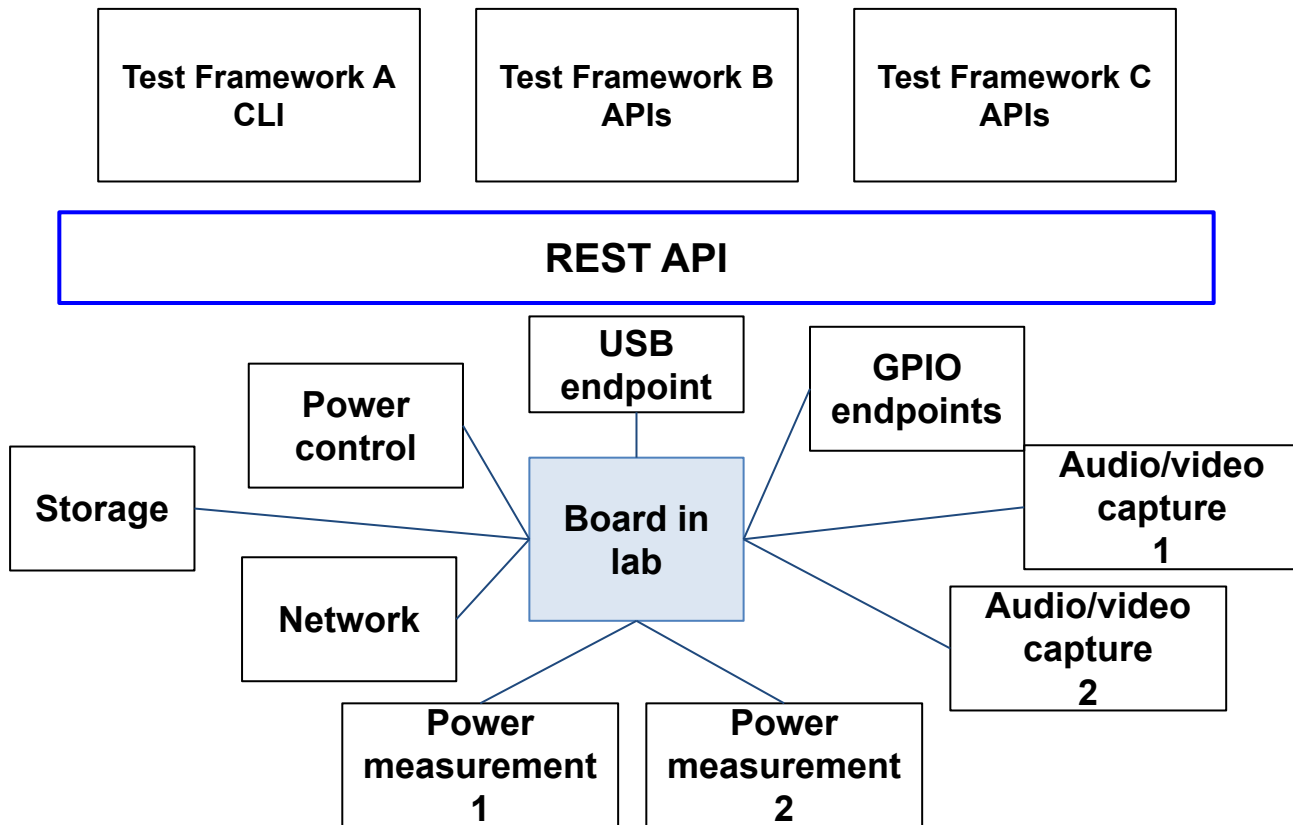 Test Framework A
CLI
Test Framework B
APIs
Test Framework C
APIs
REST API
USB
endpoint
GPIO
endpoints
Power
control
Audio/video
capture
1
Storage
Board in
lab
Network
Audio/video
capture
2
Power
measurement
1
Power
measurement
2